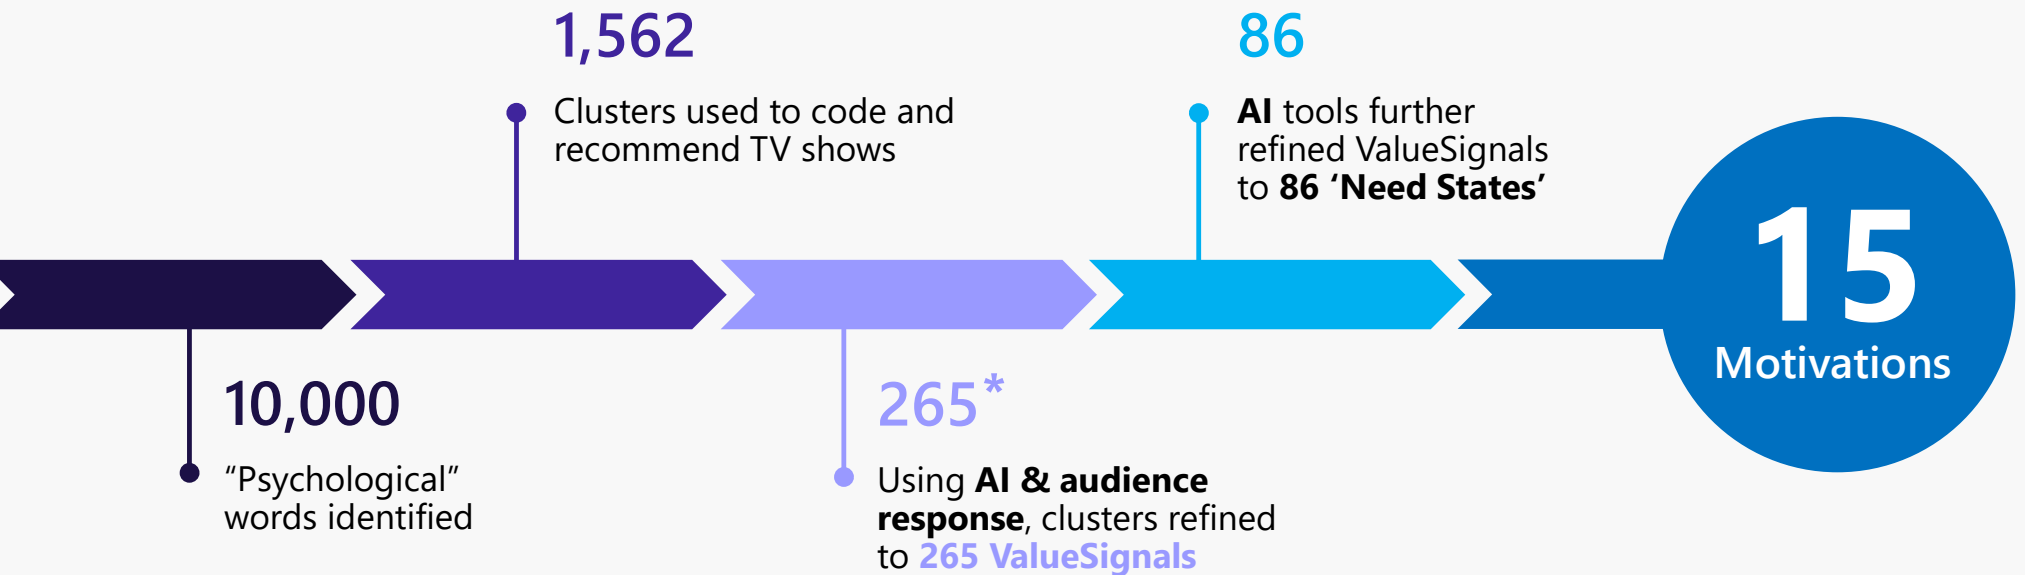 1,562
Clusters used to code and
recommend TV shows
86
AI tools further
refined ValueSignals
to 86 ‘Need States’
15
Motivations
10,000
“Psychological”
words identified
265*
Using AI & audience
response, clusters refined
to 265 ValueSignals